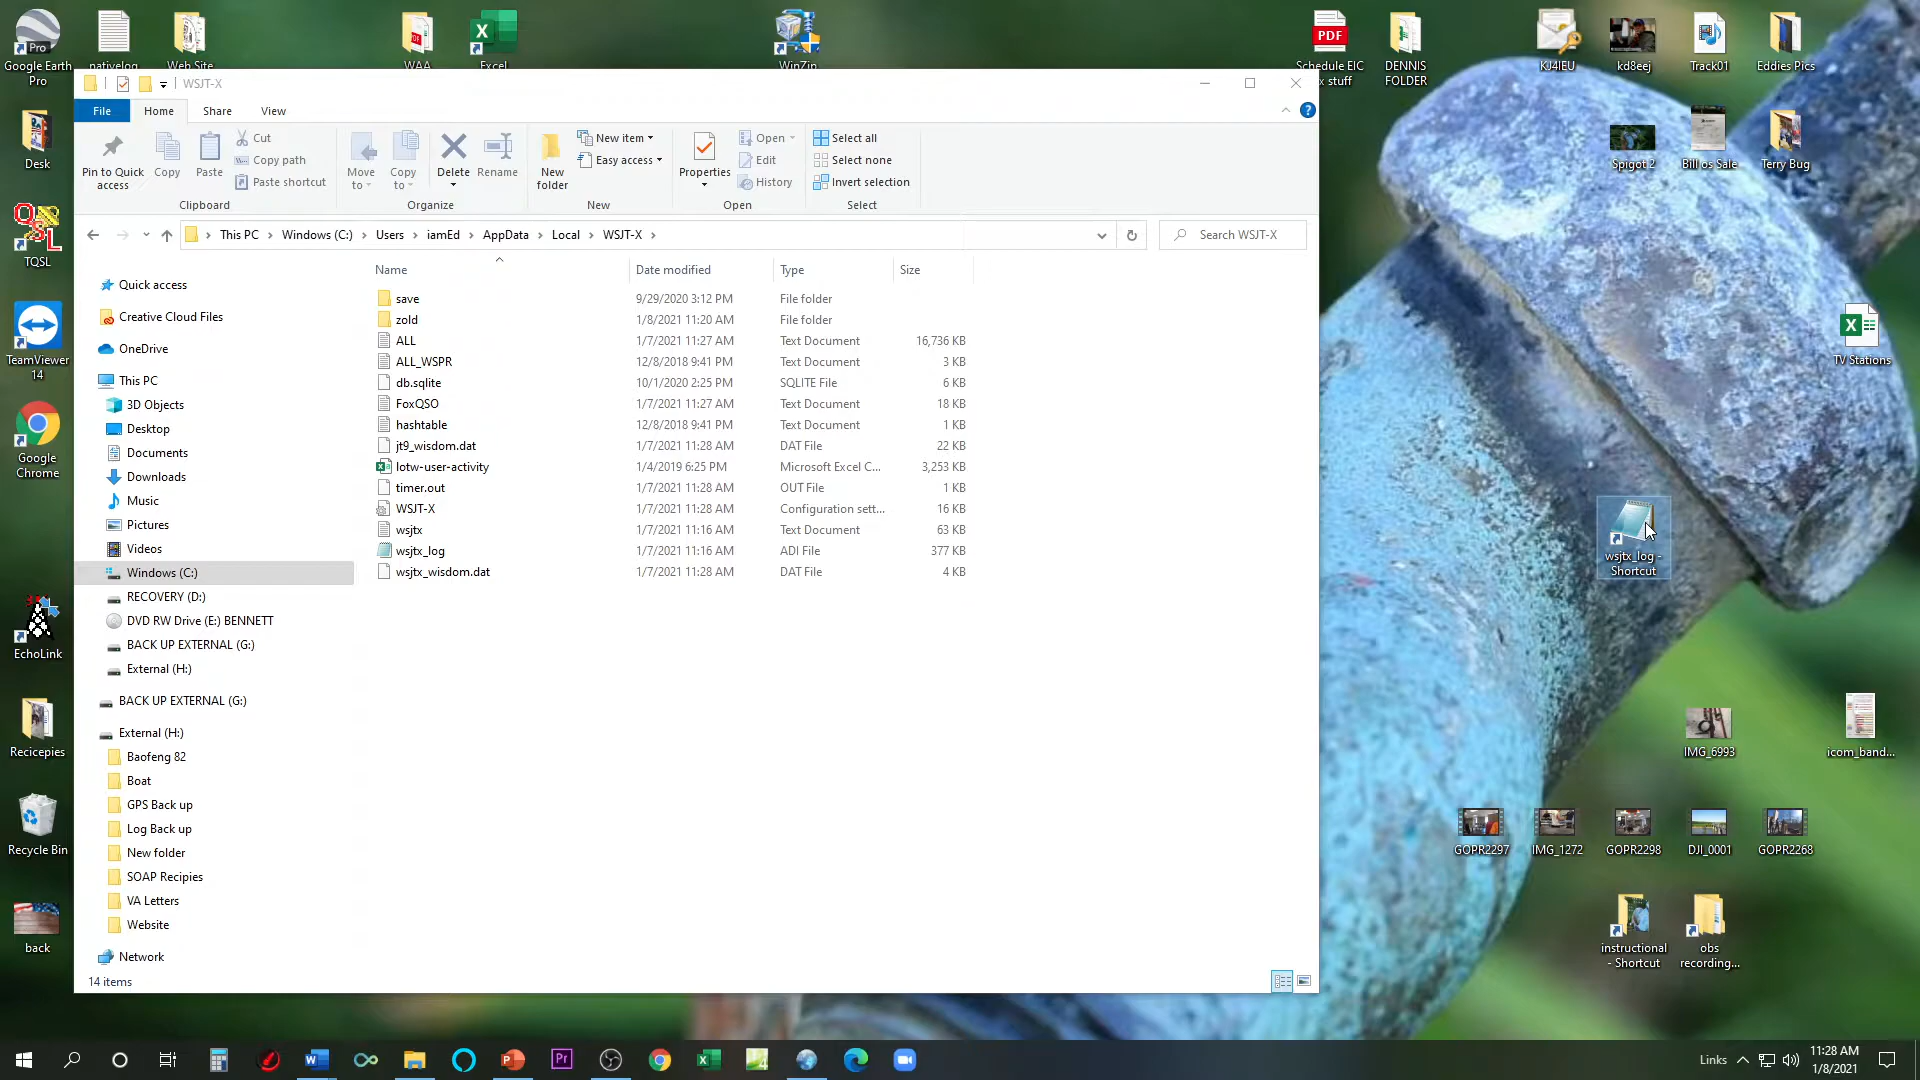 Pro
Google Earth
Pro
nativelog
Web Site
WAA
Excel
WinZip
PDF
Schedule EIC
x stuff
DENNIS
FOLDER
KJ4IEU
kd8eej
Track01
Eddies Pics
WSJT-X
File
Home
Share
View
Pin to Quick
access
Copy
Paste
Cut
Copy path
Paste shortcut
Clipboard
Move
to
Copy
to
Delete
Rename
Organize
New
folder
New item
Easy access
New
Properties
Open
Edit
History
Open
Select all
Select none
Invert selection
Select
This PC
Windows (C:)
Users
iamEd
AppData
Local
WSJT-X
Search WSJT-X
Name
Date modified
Type
Size
save 9/29/2020 3:12 PM File folder
zold 1/8/2021 11:20 AM File folder
ALL 1/7/2021 11:27 AM Text Document 16,736 KB
ALL_WSPR 12/8/2018 9:41 PM Text Document 3 KB
db.sqlite 10/1/2020 2:25 PM SQLITE File 6 KB
FoxQSO 1/7/2021 11:27 AM Text Document 18 KB
hashtable 12/8/2018 9:41 PM Text Document 1 KB
jt9_wisdom.dat 1/7/2021 11:28 AM DAT File 22 KB
lotw-user-activity 1/4/2019 6:25 PM Microsoft Excel C... 3,253 KB
timer.out 1/7/2021 11:28 AM OUT File 1 KB
WSJT-X 1/7/2021 11:28 AM Configuration sett... 16 KB
wsjtx 1/7/2021 11:16 AM Text Document 63 KB
wsjtx_log 1/7/2021 11:16 AM ADI File 377 KB
wsjtx_wisdom.dat 1/7/2021 11:28 AM DAT File 4 KB
Quick access
Creative Cloud Files
OneDrive
This PC
3D Objects
Desktop
Documents
Downloads
Music
Pictures
Videos
Windows (C:)
RECOVERY (D:)
DVD RW Drive (E:) BENNETT
BACK UP EXTERNAL (G:)
External (H:)
BACK UP EXTERNAL (G:)
External (H:)
Baofeng 82
Boat
GPS Back up
Log Back up
New folder
SOAP Recipies
VA Letters
Website
Network
14 items
Desk
QSL
TQSL
TeamViewer
14
Google
Chrome
EchoLink
Recicepies
Recycle Bin
back
Spigot 2
Bill os Sale
Terry Bug
TV Stations
wsjtx_log -
Shortcut
IMG_6993
icom_band...
GOPR2297
IMG_1272
GOPR2298
DJI_0001
GOPR2268
instructional
- Shortcut
obs
recording...
Links
11:28 AM
1/8/2021